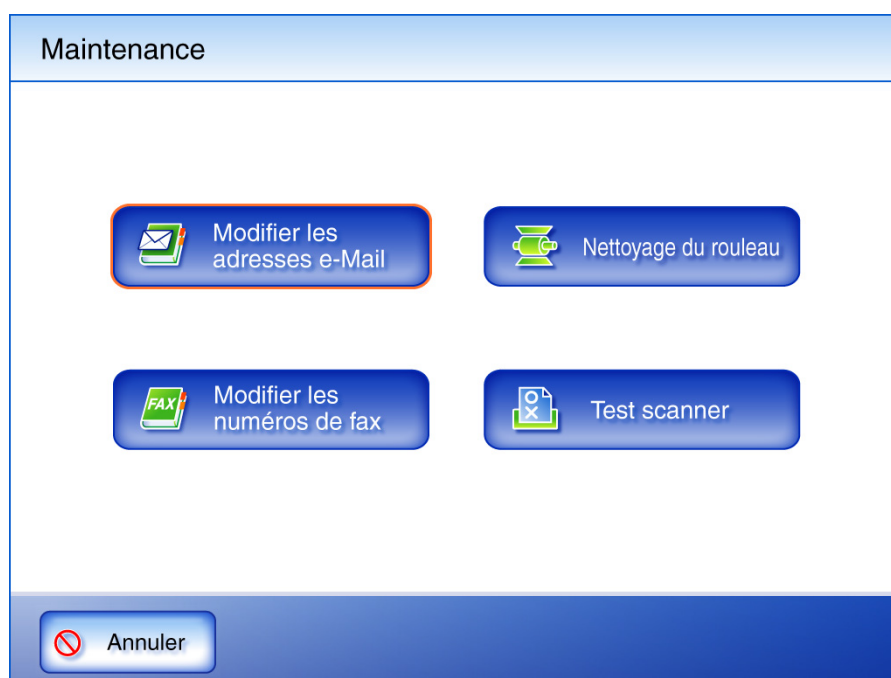 Maintenance
Modifier les
adresses e-Mail
Nettoyage du rouleau
FAX
Modifier les
numéros de fax
Test scanner
Annuler